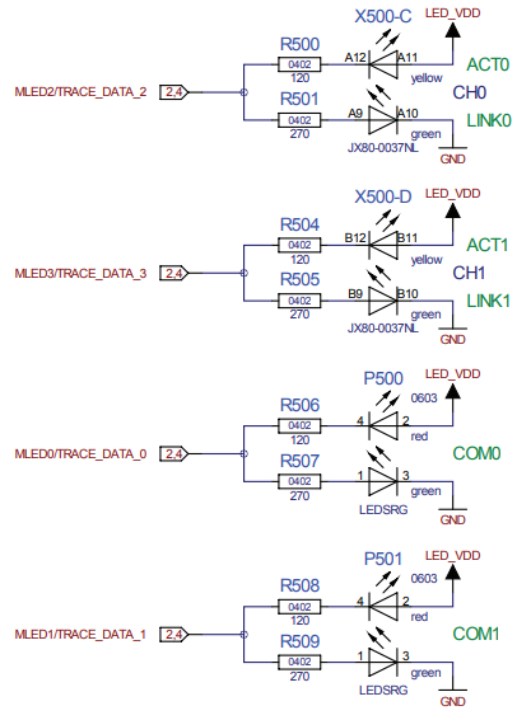 X500-C LED_VDD
R500
A12 A11
ACT0
0402
120
yellow
MLED2/TRACE_DATA_2 2,4
CH0
R501
A9 A10
LINK0
0402
270
green
JX80-0037NL
GND
X500-D LED_VDD
R504
B12 B11
ACT1
0402
120
yellow
MLED3/TRACE_DATA_3 2,4
CH1
R505
B9 B10
LINK1
0402
270
green
JX80-0037NL
GND
P500 LED_VDD
0603
R506
4 2
0402
120
red
MLED0/TRACE_DATA_0 2,4
COM0
R507
1 3
0402
270
green
LEDSRG
GND
P501 LED_VDD
0603
R508
4 2
0402
120
red
MLED1/TRACE_DATA_1 2,4
COM1
R509
1 3
0402
270
green
LEDSRG
GND